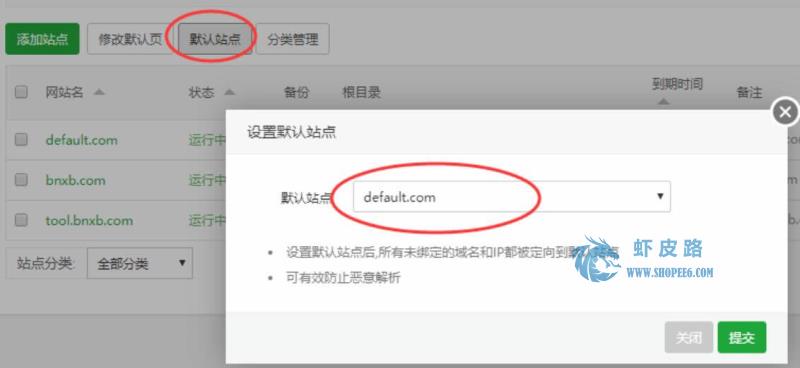 添加站点 修改默认页 默认站点 分类管理
网站名 状态 备份 根目录 到期时间 备注
设置默认站点
default.com 运行中
默认站点 default.com
bnxb.com 运行中
tool.bnxb.com 运行中
设置默认站点后,所有未绑定的域名和IP都被定向到默认站点
站点分类: 全部分类
可有效防止恶意解析
虾皮路
WWW.SHOPEE6.COM
关闭 提交